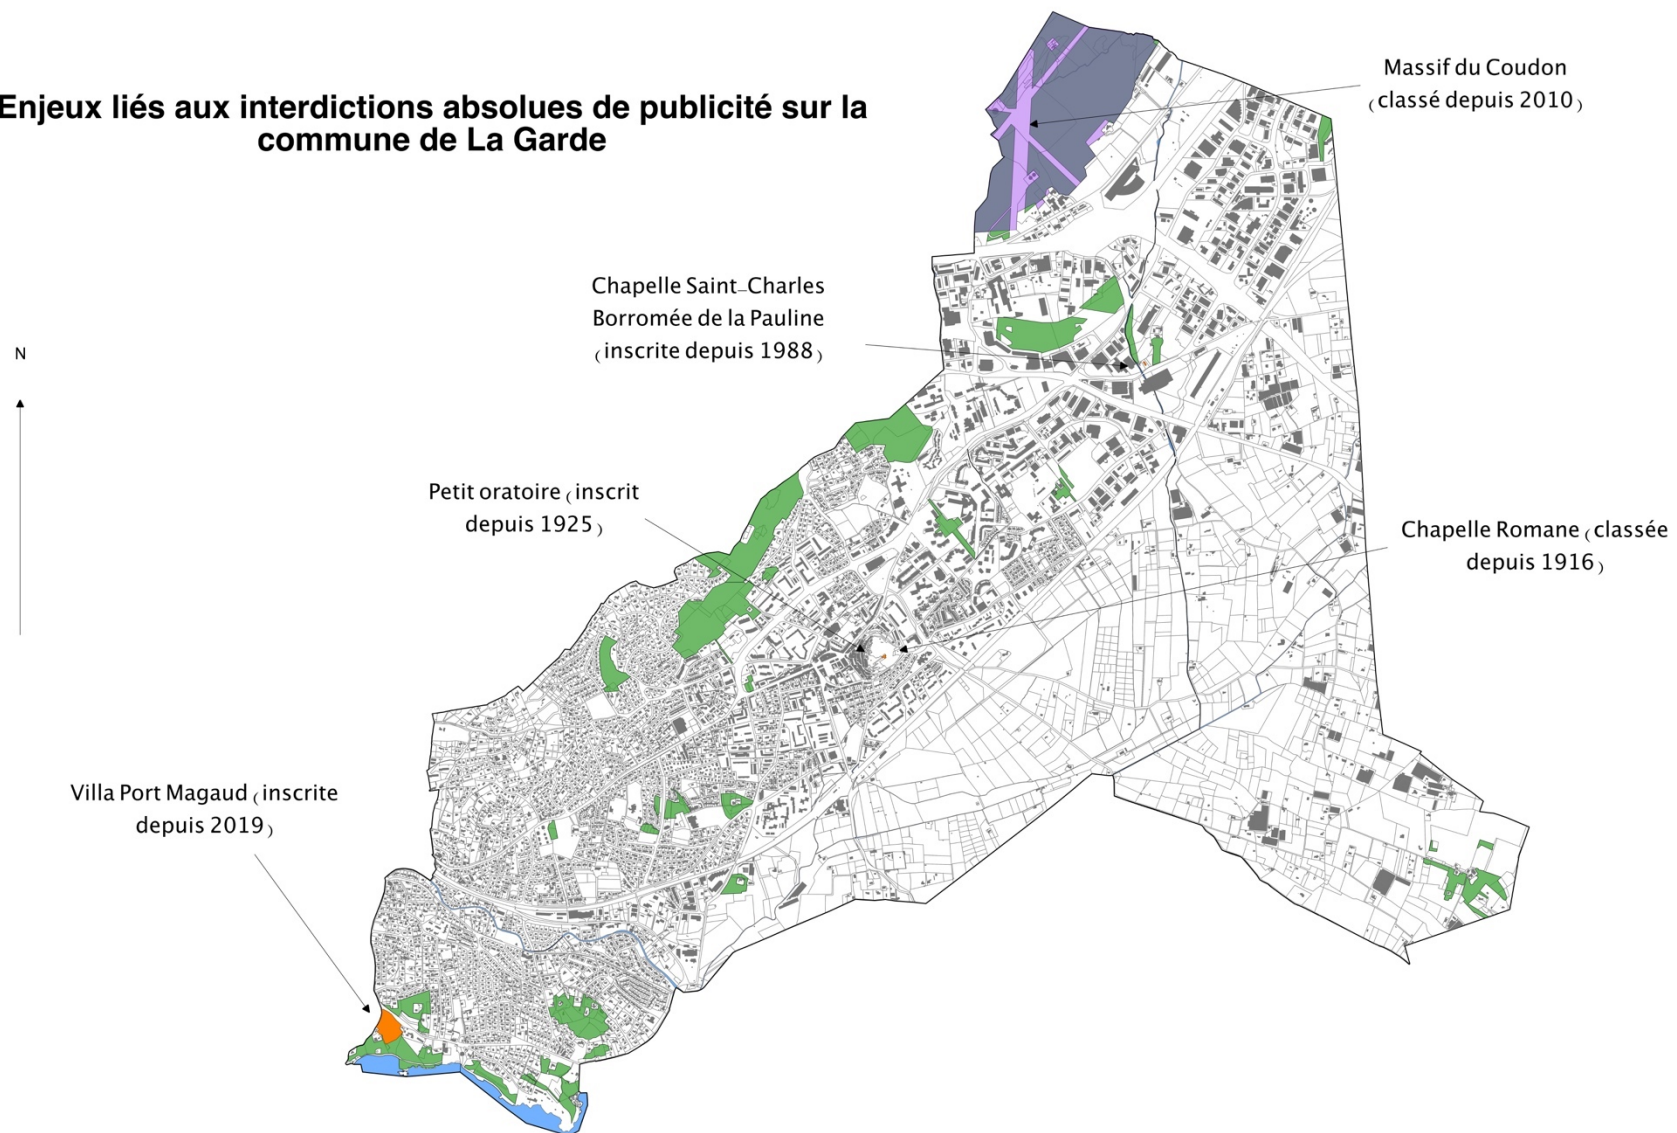 Enjeux liés aux interdictions absolues de publicité sur la
commune de La Garde
Massif du Coudon
(classé depuis 2010)
Chapelle Saint-Charles
Borromée de la Pauline
(inscrite depuis 1988)
N
Petit oratoire (inscrit
depuis 1925)
Chapelle Romane (classée
depuis 1916)
Villa Port Magaud (inscrite
depuis 2019)